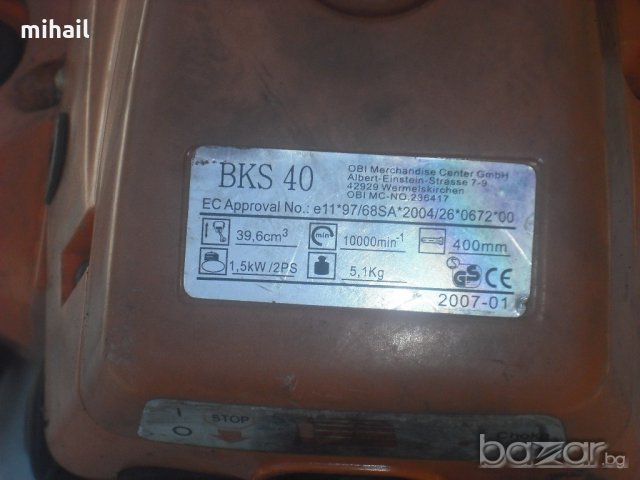 mihail
BKS 40
OBI Merchandise Center GmbH
Albert-Einstein-Strasse 7-9
42929 Wermelskirchen
OBI MC-NO.236417
EC Approval No.: e11*97/68SA*2004/26*0672*00
39,6cm³ min 10000min⁻¹ 400mm
1,5kW/2PS 5,1Kg GS CE
2007-01
I STOP
O
bazar.bg